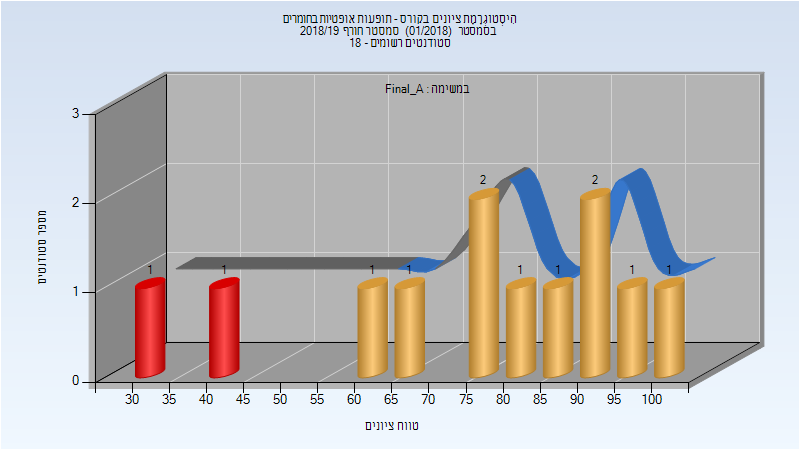 הִיסְטוֹגְרָמַת ציונים בקורס - תופעות אופטיות בחומרים
בסמסטר (01/2018) סמסטר חורף 2018/19
סטודנטים רשומים - 18
במשימה : Final_A
מספר סטודנטים
3
2
1
0
1 1 1 1 2 1 1 2 1 1
30 35 40 45 50 55 60 65 70 75 80 85 90 95 100
טווח ציונים